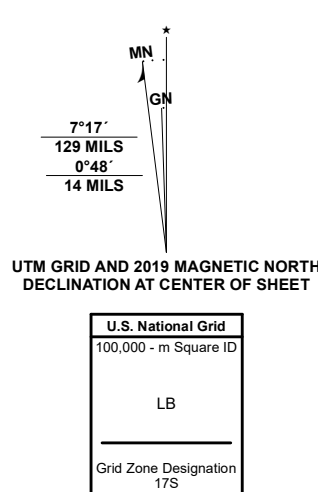 ★
MN
GN
7°17´
129 MILS
0°48´
14 MILS
UTM GRID AND 2019 MAGNETIC NORTH
DECLINATION AT CENTER OF SHEET
U.S. National Grid
100,000 - m Square ID
LB
Grid Zone Designation
17S